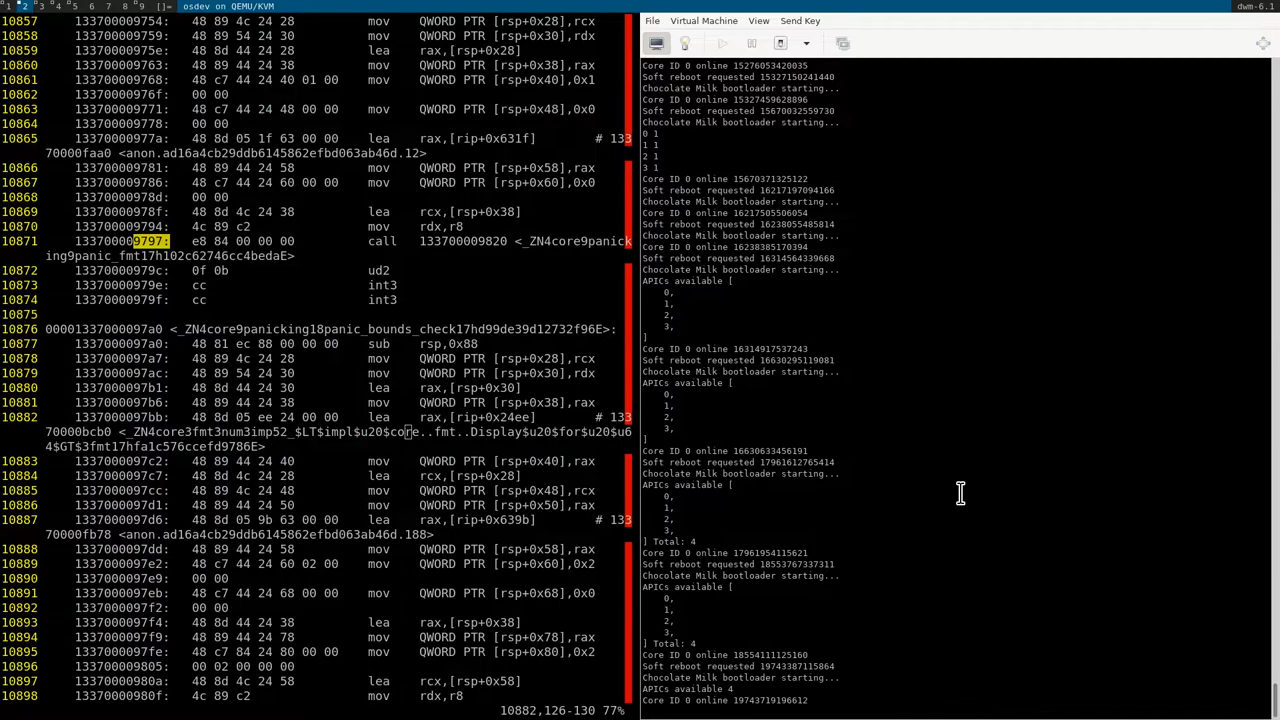 1 2 3 4 5 6 7 8 9 []= osdev on QEMU/KVM dwm-6.1
10857 133700009754: 48 89 4c 24 28 mov QWORD PTR [rsp+0x28],rcx
10858 133700009759: 48 89 54 24 30 mov QWORD PTR [rsp+0x30],rdx
10859 13370000975e: 48 8d 44 24 28 lea rax,[rsp+0x28]
10860 133700009763: 48 89 44 24 38 mov QWORD PTR [rsp+0x38],rax
10861 133700009768: 48 c7 44 24 40 01 00 mov QWORD PTR [rsp+0x40],0x1
10862 13370000976f: 00 00
10863 133700009771: 48 c7 44 24 48 00 00 mov QWORD PTR [rsp+0x48],0x0
10864 133700009778: 00 00
10865 13370000977a: 48 8d 05 1f 63 00 00 lea rax,[rip+0x631f] # 133
70000faa0 <anon.ad16a4cb29ddb6145862efbd063ab46d.12>
10866 133700009781: 48 89 44 24 58 mov QWORD PTR [rsp+0x58],rax
10867 133700009786: 48 c7 44 24 60 00 00 mov QWORD PTR [rsp+0x60],0x0
10868 13370000978d: 00 00
10869 13370000978f: 48 8d 4c 24 38 lea rcx,[rsp+0x38]
10870 133700009794: 4c 89 c2 mov rdx,r8
10871 133700009797: e8 84 00 00 00 call 133700009820 <_ZN4core9panick
ing9panic_fmt17h102c62746cc4bedaE>
10872 13370000979c: 0f 0b ud2
10873 13370000979e: cc int3
10874 13370000979f: cc int3
10875
10876 00001337000097a0 <_ZN4core9panicking18panic_bounds_check17hd99de39d12732f96E>:
10877 1337000097a0: 48 81 ec 88 00 00 00 sub rsp,0x88
10878 1337000097a7: 48 89 4c 24 28 mov QWORD PTR [rsp+0x28],rcx
10879 1337000097ac: 48 89 54 24 30 mov QWORD PTR [rsp+0x30],rdx
10880 1337000097b1: 48 8d 44 24 30 lea rax,[rsp+0x30]
10881 1337000097b6: 48 89 44 24 38 mov QWORD PTR [rsp+0x38],rax
10882 1337000097bb: 48 8d 05 ee 24 00 00 lea rax,[rip+0x24ee] # 133
70000bcb0 <_ZN4core3fmt3num3imp52_$LT$impl$u20$core..fmt..Display$u20$for$u20$u6
4$GT$3fmt17hfa1c576ccefd9786E>
10883 1337000097c2: 48 89 44 24 40 mov QWORD PTR [rsp+0x40],rax
10884 1337000097c7: 48 8d 4c 24 28 lea rcx,[rsp+0x28]
10885 1337000097cc: 48 89 4c 24 48 mov QWORD PTR [rsp+0x48],rcx
10886 1337000097d1: 48 89 44 24 50 mov QWORD PTR [rsp+0x50],rax
10887 1337000097d6: 48 8d 05 9b 63 00 00 lea rax,[rip+0x639b] # 133
70000fb78 <anon.ad16a4cb29ddb6145862efbd063ab46d.188>
10888 1337000097dd: 48 89 44 24 58 mov QWORD PTR [rsp+0x58],rax
10889 1337000097e2: 48 c7 44 24 60 02 00 mov QWORD PTR [rsp+0x60],0x2
10890 1337000097e9: 00 00
10891 1337000097eb: 48 c7 44 24 68 00 00 mov QWORD PTR [rsp+0x68],0x0
10892 1337000097f2: 00 00
10893 1337000097f4: 48 8d 44 24 38 lea rax,[rsp+0x38]
10894 1337000097f9: 48 89 44 24 78 mov QWORD PTR [rsp+0x78],rax
10895 1337000097fe: 48 c7 84 24 80 00 00 mov QWORD PTR [rsp+0x80],0x2
10896 133700009805: 00 02 00 00 00
10897 13370000980a: 48 8d 4c 24 58 lea rcx,[rsp+0x58]
10898 13370000980f: 4c 89 c2 mov rdx,r8
10882,126-130 77%
File Virtual Machine View Send Key
Core ID 0 online 15276053420035
Soft reboot requested 15327150241440
Chocolate Milk bootloader starting...
Core ID 0 online 15327459628896
Soft reboot requested 15670032559730
Chocolate Milk bootloader starting...
0 1
1 1
2 1
3 1
Core ID 0 online 15670371325122
Soft reboot requested 16217197094166
Chocolate Milk bootloader starting...
Core ID 0 online 16217505506054
Soft reboot requested 16238055485814
Chocolate Milk bootloader starting...
Core ID 0 online 16238385170394
Soft reboot requested 16314564339668
Chocolate Milk bootloader starting...
APICs available [
0,
1,
2,
3,
]
Core ID 0 online 16314917537243
Soft reboot requested 16630295119081
Chocolate Milk bootloader starting...
APICs available [
0,
1,
2,
3,
]
Core ID 0 online 16630633456191
Soft reboot requested 17961612765414
Chocolate Milk bootloader starting...
APICs available [
0,
1,
2,
3,
] Total: 4
Core ID 0 online 17961954115621
Soft reboot requested 18553767337311
Chocolate Milk bootloader starting...
APICs available [
0,
1,
2,
3,
] Total: 4
Core ID 0 online 18554111125160
Soft reboot requested 19743387115864
Chocolate Milk bootloader starting...
APICs available 4
Core ID 0 online 19743719196612